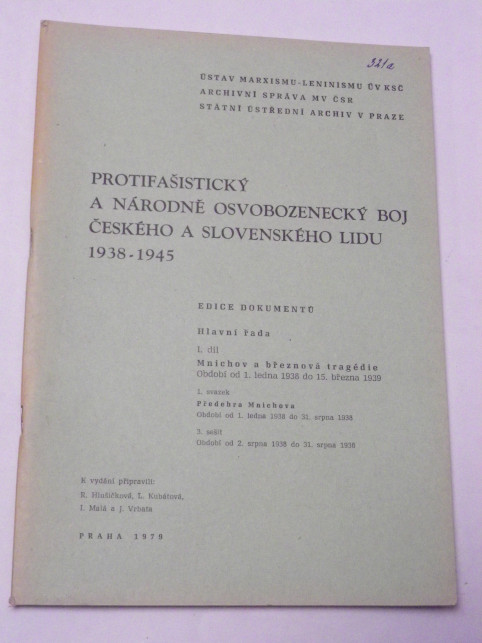 32/a
ÚSTAV MARXISMU-LENINISMU ÚV KSČ
ARCHIVNÍ SPRÁVA MV ČSR
STÁTNÍ ÚSTŘEDNÍ ARCHIV V PRAZE
PROTIFAŠISTICKÝ
A NÁRODNĚ OSVOBOZENECKÝ BOJ
ČESKÉHO A SLOVENSKÉHO LIDU
1938-1945
EDICE DOKUMENTŮ
Hlavní řada
I. díl
Mnichov a březnová tragédie
Období od 1. ledna 1938 do 15. března 1939
1. svazek
Předehra Mnichova
Období od 1. ledna 1938 do 31. srpna 1938
3. sešit
Období od 2. srpna 1938 do 31. srpna 1938
K vydání připravili:
R. Hlušičková, L. Kubátová,
I. Malá a J. Vrbata
PRAHA 1979